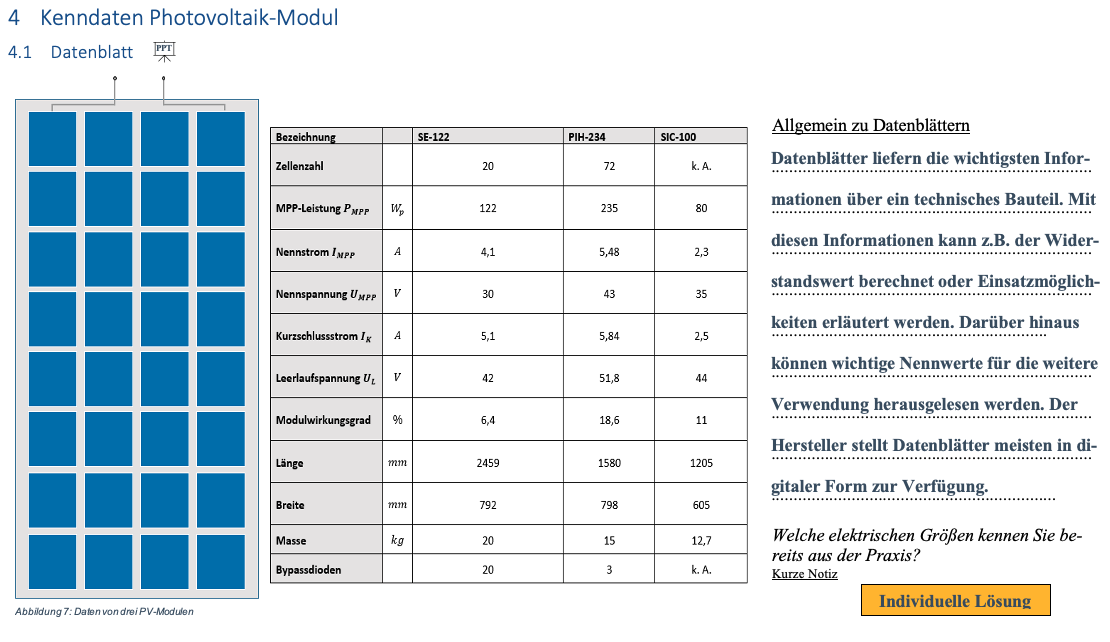 4 Kenndaten Photovoltaik-Modul
4.1 Datenblatt PPT
Bezeichnung SE-122 PIH-234 SIC-100
Zellenzahl 20 72 k. A.
MPP-Leistung P_MPP W_p 122 235 80
Nennstrom I_MPP A 4,1 5,48 2,3
Nennspannung U_MPP V 30 43 35
Kurzschlussstrom I_K A 5,1 5,84 2,5
Leerlaufspannung U_L V 42 51,8 44
Modulwirkungsgrad % 6,4 18,6 11
Länge mm 2459 1580 1205
Breite mm 792 798 605
Masse kg 20 15 12,7
Bypassdioden 20 3 k. A.
Abbildung 7: Daten von drei PV-Modulen
Allgemein zu Datenblättern
Datenblätter liefern die wichtigsten Infor-
mationen über ein technisches Bauteil. Mit
diesen Informationen kann z.B. der Wider-
standswert berechnet oder Einsatzmöglich-
keiten erläutert werden. Darüber hinaus
können wichtige Nennwerte für die weitere
Verwendung herausgelesen werden. Der
Hersteller stellt Datenblätter meisten in di-
gitaler Form zur Verfügung.
Welche elektrischen Größen kennen Sie be-
reits aus der Praxis?
Kurze Notiz
Individuelle Lösung